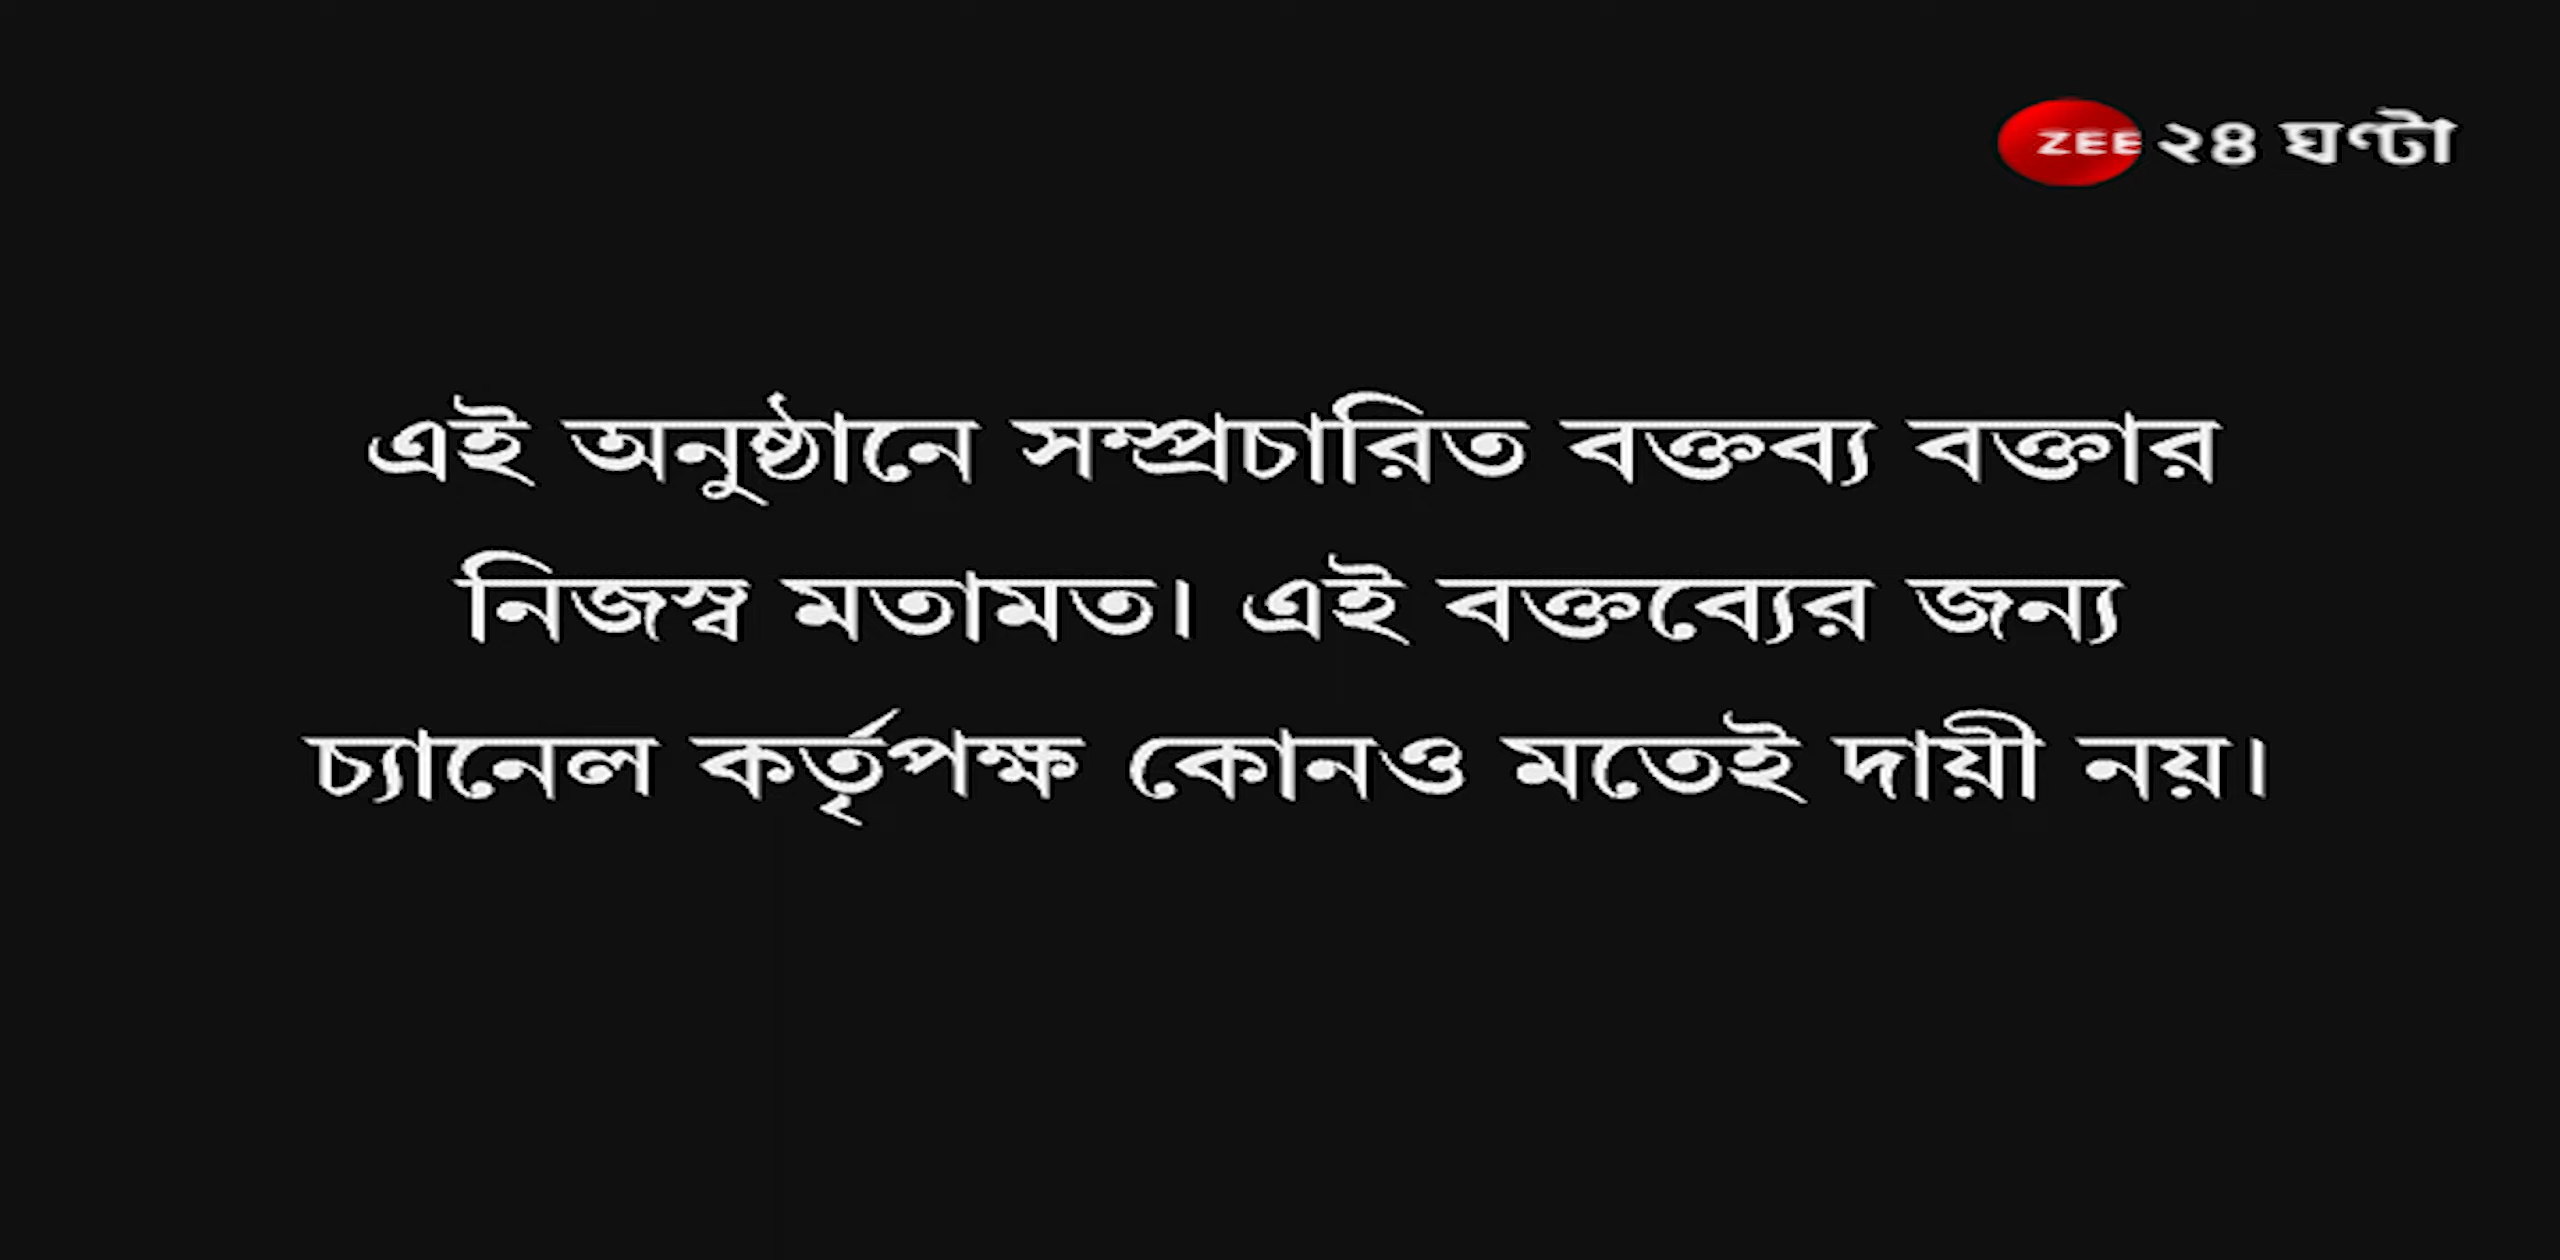 ZEE ২৪ ঘণ্টা
এই অনুষ্ঠানে সম্প্রচারিত বক্তব্য বক্তার
নিজস্ব মতামত। এই বক্তব্যের জন্য
চ্যানেল কর্তৃপক্ষ কোনও মতেই দায়ী নয়।